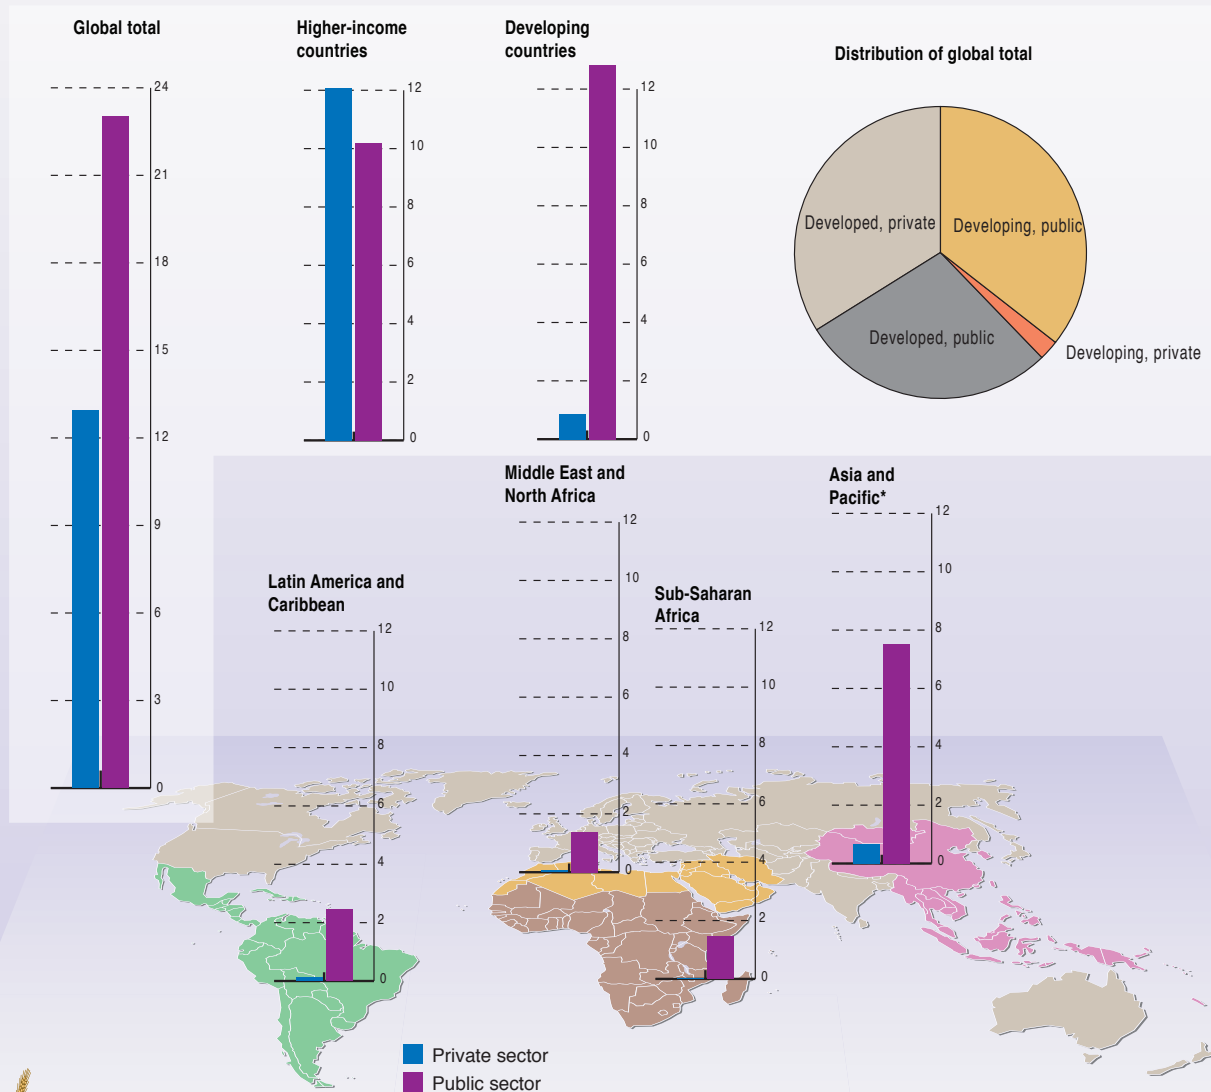 Global total
24
21
18
15
12
9
6
3
0
Higher-income
countries
12
10
8
6
4
2
0
Developing
countries
12
10
8
6
4
2
0
Distribution of global total
Developed, private
Developing, public
Developed, public
Developing, private
Latin America and
Caribbean
12
10
8
6
4
2
0
Middle East and
North Africa
12
10
8
6
4
2
0
Sub-Saharan
Africa
12
10
8
6
4
2
0
Asia and
Pacific*
12
10
8
6
4
2
0
Private sector
Public sector